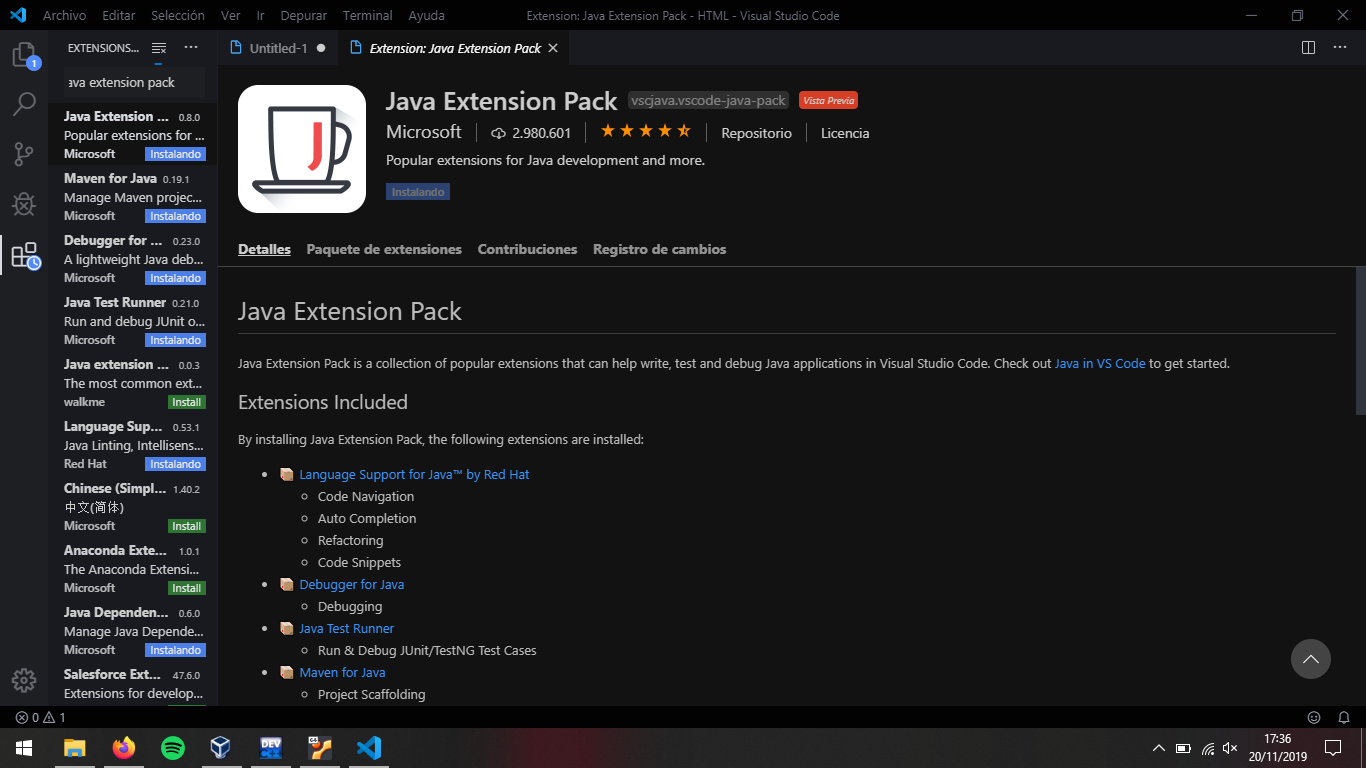 Archivo Editar Selección Ver Ir Depurar Terminal Ayuda Extension: Java Extension Pack - HTML - Visual Studio Code
EXTENSIONS... Untitled-1 Extension: Java Extension Pack
1
ava extension pack
Java Extension ... 0.8.0
Popular extensions for ...
Microsoft Instalando
Maven for Java 0.19.1
Manage Maven projec...
Microsoft Instalando
Debugger for ... 0.23.0
A lightweight Java deb...
Microsoft Instalando
Java Test Runner 0.21.0
Run and debug JUnit o...
Microsoft Instalando
Java extension ... 0.0.3
The most common ext...
walkme Install
Language Sup... 0.53.1
Java Linting, Intellisens...
Red Hat Instalando
Chinese (Simpl... 1.40.2
中文(简体)
Microsoft Install
Anaconda Exte... 1.0.1
The Anaconda Extensi...
Microsoft Install
Java Dependen... 0.6.0
Manage Java Depende...
Microsoft Instalando
Salesforce Ext... 47.6.0
Extensions for develop...
J
Java Extension Pack vscjava.vscode-java-pack Vista Previa
Microsoft 2.980.601 Repositorio Licencia
Popular extensions for Java development and more.
Instalando
Detalles Paquete de extensiones Contribuciones Registro de cambios
Java Extension Pack
Java Extension Pack is a collection of popular extensions that can help write, test and debug Java applications in Visual Studio Code. Check out Java in VS Code to get started.
Extensions Included
By installing Java Extension Pack, the following extensions are installed:
Language Support for Java™ by Red Hat
Code Navigation
Auto Completion
Refactoring
Code Snippets
Debugger for Java
Debugging
Java Test Runner
Run & Debug JUnit/TestNG Test Cases
Maven for Java
Project Scaffolding
0 1
DEV
17:36
20/11/2019